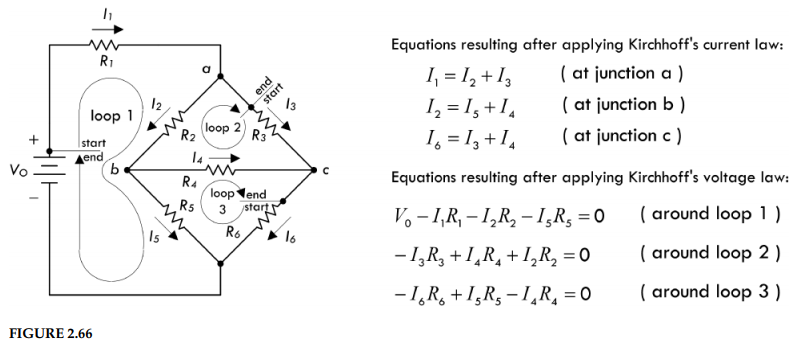 I₁
R₁
a
end
start
I₂
I₃
loop 1
loop 2
R₂
R₃
+
start
end
I₄
V₀
b
c
R₄
–
loop end
3 start
R₅
R₆
I₅
I₆
Equations resulting after applying Kirchhoff's current law:
I₁ = I₂ + I₃ ( at junction a )
I₂ = I₅ + I₄ ( at junction b )
I₆ = I₃ + I₄ ( at junction c )
Equations resulting after applying Kirchhoff's voltage law:
V₀ – I₁R₁ – I₂R₂ – I₅R₅ = 0 ( around loop 1 )
– I₃R₃ + I₄R₄ + I₂R₂ = 0 ( around loop 2 )
– I₆R₆ + I₅R₅ – I₄R₄ = 0 ( around loop 3 )
FIGURE 2.66